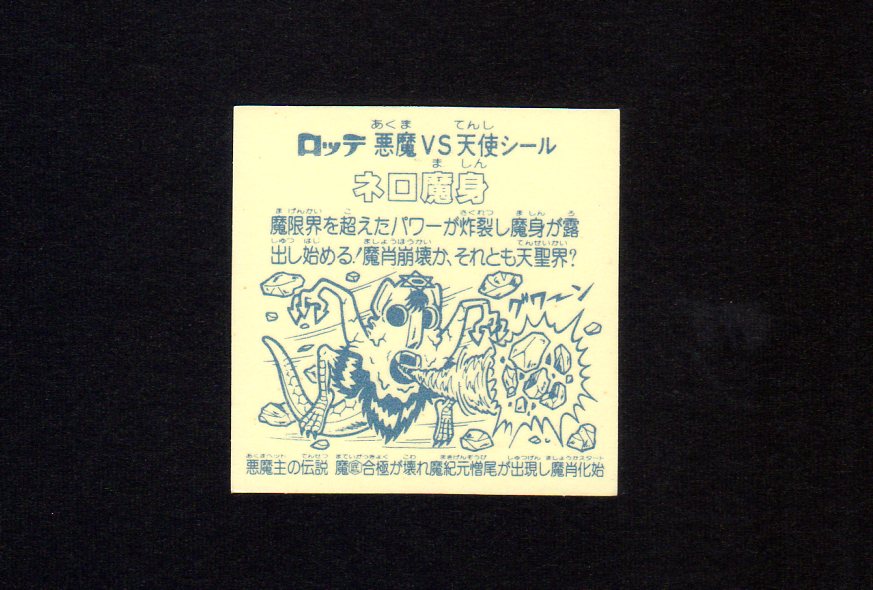 ロッテ 悪魔VS天使シール
ネロ魔身
魔限界を超えたパワーが炸裂し魔身が露
出し始める!魔肖崩壊か、それとも天聖界?
グワーン
悪魔主の伝説 魔 合極が壊れ魔紀元憎尾が出現し魔肖化始